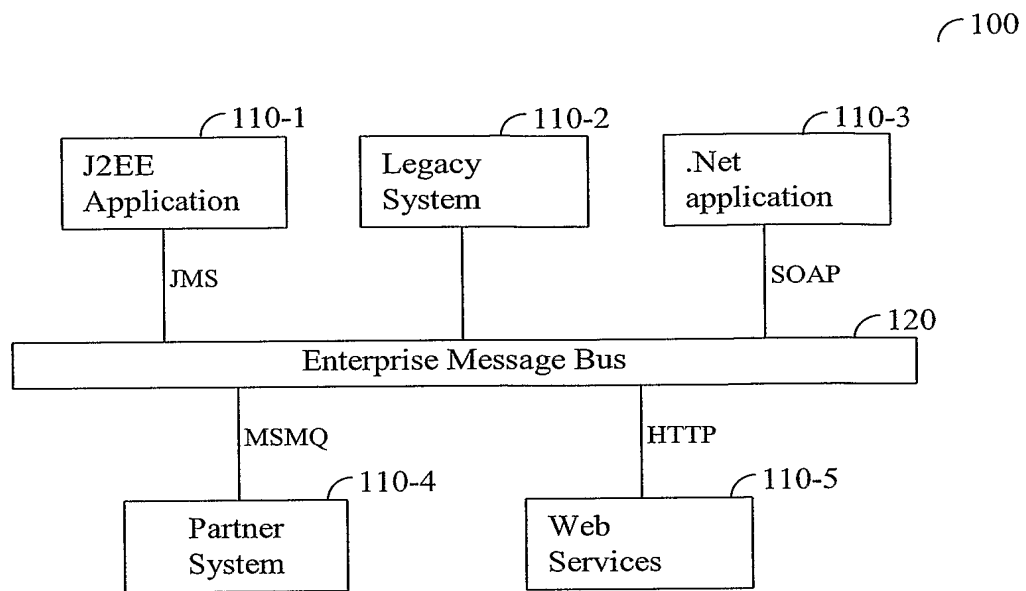 100
110-1
110-2
110-3
J2EE
Application
Legacy
System
.Net
application
JMS
SOAP
120
Enterprise Message Bus
MSMQ
HTTP
110-4
110-5
Partner
System
Web
Services